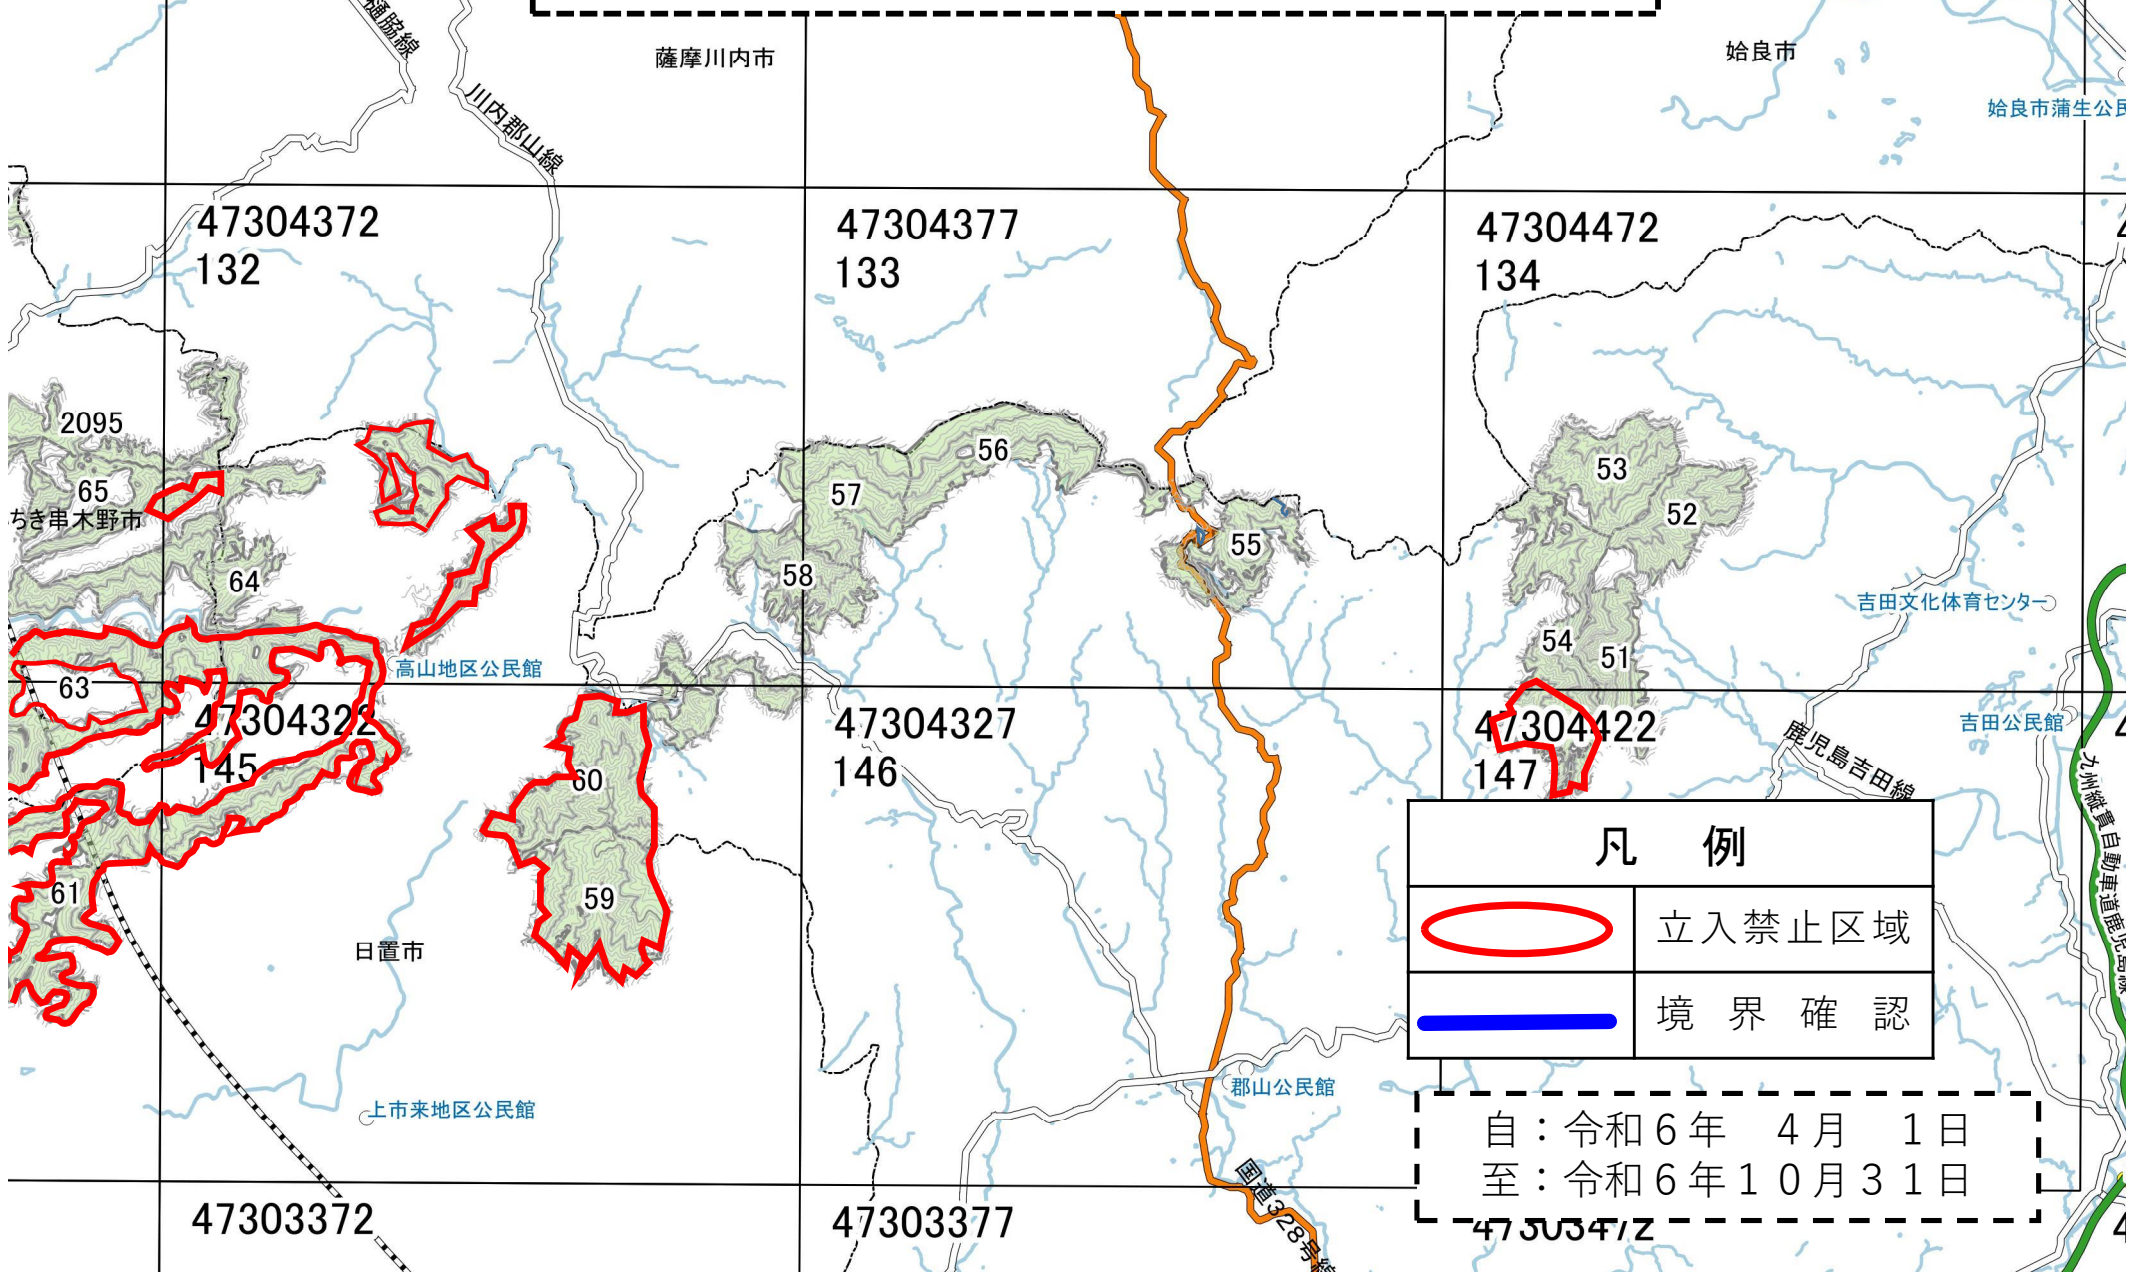 樋脇線
薩摩川内市
姶良市
川内郡山線
姶良市蒲生公民
47304372
132
47304377
133
47304472
134
2095
65
ちき串木野市
64
56
57
58
55
53
52
54
51
吉田文化体育センター
高山地区公民館
63
47304322
145
47304327
146
47304422
147
吉田公民館
鹿児島吉田線
九州縦貫自動車道鹿児島線
60
59
61
日置市
凡 例
立入禁止区域
境 界 確 認
上市来地区公民館
郡山公民館
自：令和６年　４月　１日
至：令和６年１０月３１日
国道328号線
47303372
47303377
47303472